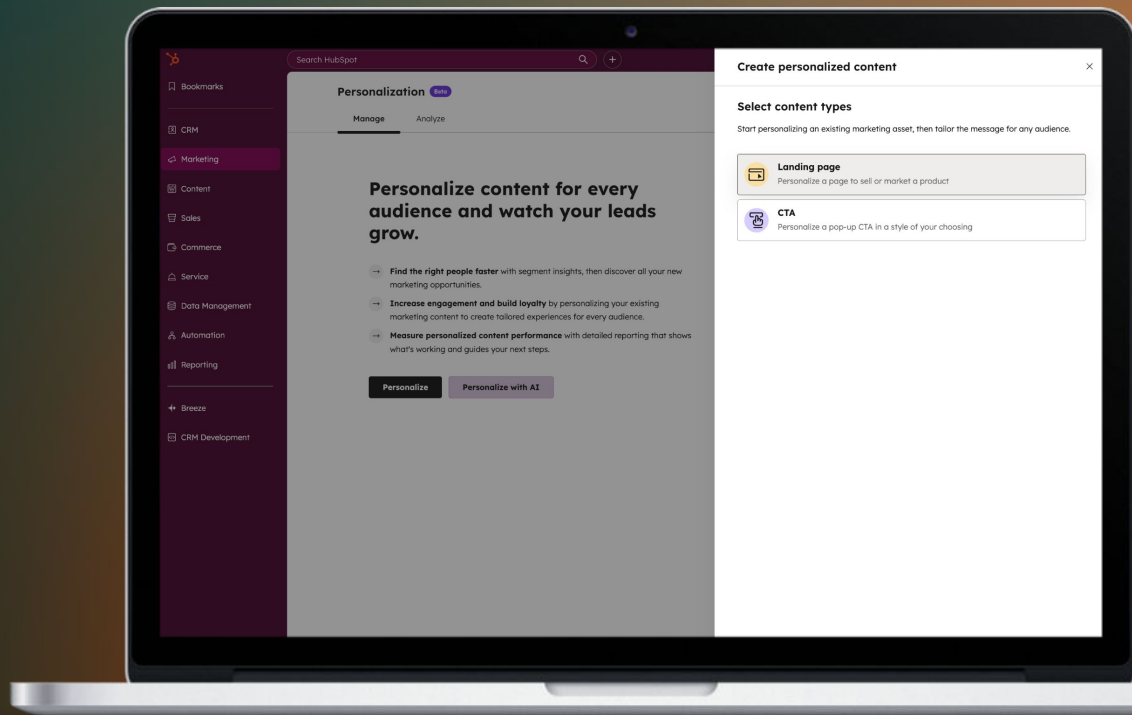 Search HubSpot
Bookmarks
CRM
Marketing
Content
Sales
Commerce
Service
Data Management
Automation
Reporting
Breeze
CRM Development
Personalization Beta
Manage Analyze
Personalize content for every
audience and watch your leads
grow.
→ Find the right people faster with segment insights, then discover all your new
marketing opportunities.
→ Increase engagement and build loyalty by personalizing your existing
marketing content to create tailored experiences for every audience.
→ Measure personalized content performance with detailed reporting that shows
what's working and guides your next steps.
Personalize Personalize with AI
Create personalized content
Select content types
Start personalizing an existing marketing asset, then tailor the message for any audience.
Landing page
Personalize a page to sell or market a product
CTA
Personalize a pop-up CTA in a style of your choosing